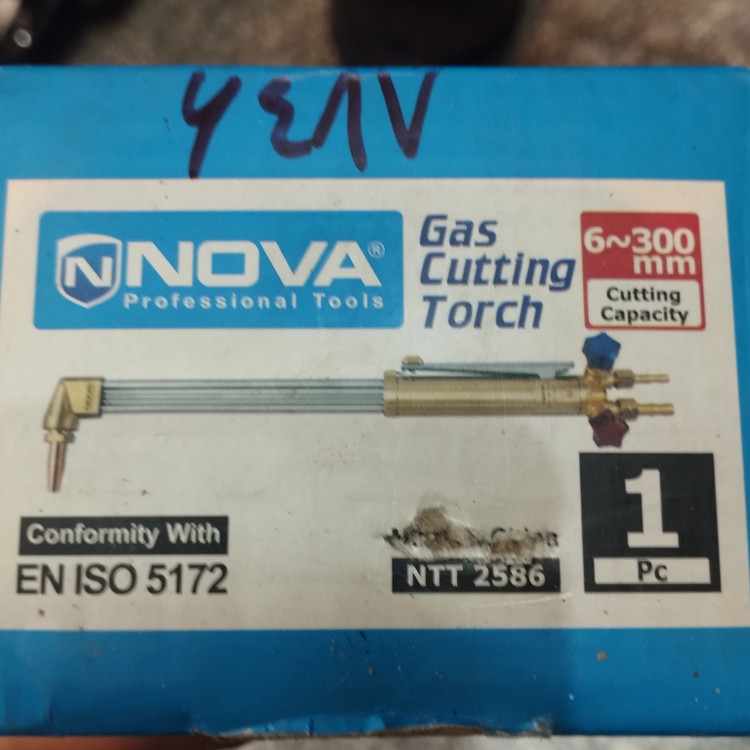 N NOVA®
Professional Tools
Gas
Cutting
Torch
6~300
mm
Cutting
Capacity
Conformity With
EN ISO 5172
China
NTT 2586
1
Pc